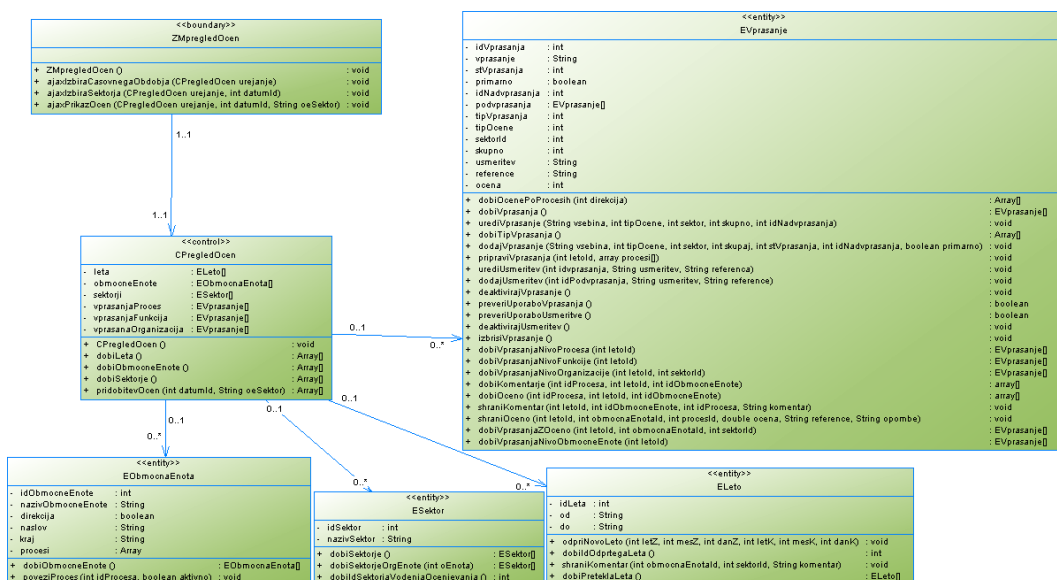 <<boundary>>
ZMpregledOcen
+ ZMpregledOcen () : void
+ ajaxIzbiraCasovnegaObdobja (CPregledOcen urejanje) : void
+ ajaxIzbiraSektorja (CPregledOcen urejanje, int datumId) : void
+ ajaxPrikazOcen (CPregledOcen urejanje, int datumId, String oeSektor) : void
1..1
1..1
<<control>>
CPregledOcen
- leta : ELeto[]
- obmocneEnote : EObmocnaEnota[]
- sektorji : ESektor[]
- vprasanjaProces : EVprasanje[]
- vprasanjaFunkcija : EVprasanje[]
- vprasanaOrganizacija : EVprasanje[]
+ CPregledOcen () : void
+ dobiLeta () : Array[]
+ dobiObmocneEnote () : Array[]
+ dobiSektorje () : Array[]
+ pridobitevOcen (int datumId, String oeSektor) : Array[]
0..1
0..*
0..1
0..*
0..1
0..*
0..1
0..*
<<entity>>
EVprasanje
- idVprasanja : int
- vprasanje : String
- stVprasanja : int
- primarno : boolean
- idNadvprasanja : int
- podvprasanja : EVprasanje[]
- tipVprasanja : int
- tipOcene : int
- sektorId : int
- skupno : int
- usmeritev : String
- reference : String
- ocena : int
+ dobiOcenePoProcesih (int direkcija) : Array[]
+ dobiVprasanja () : EVprasanje[]
+ urediVprasanje (String vsebina, int tipOcene, int sektor, int skupno, int idNadvprasanja) : void
+ dobiTipVprasanja () : Array[]
+ dodajVprasanje (String vsebina, int tipOcene, int sektor, int skupaj, int stVprasanja, int idNadvprasanja, boolean primarno) : void
+ pripraviVprasanja (int letoId, array procesi[]) : void
+ urediUsmeritev (int idvprasanja, String usmeritev, String referenca) : void
+ dodajUsmeritev (int idPodvprasanja, String usmeritev, String reference) : void
+ deaktivirajVprasanje () : void
+ preveriUporaboVprasanja () : boolean
+ preveriUporaboUsmeritve () : boolean
+ deaktivirajUsmeritev () : void
+ izbrisiVprasanje () : void
+ dobiVprasanjaNivoProcesa (int letoId) : EVprasanje[]
+ dobiVprasanjaNivoFunkcije (int letoId) : EVprasanje[]
+ dobiVprasanjaNivoOrganizacije (int letoId, int sektorId) : EVprasanje[]
+ dobiKomentarje (int idProcesa, int letoId, int idObmocneEnote) : array[]
+ dobiOceno (int idProcesa, int letoId, int idObmocneEnote) : array[]
+ shraniKomentar (int letoId, int idObmocneEnote, int idProcesa, String komentar) : void
+ shraniOceno (int letoId, int obmocnaEnotaId, int procesId, double ocena, String reference, String opombe) : void
+ dobiVprasanjaZOceno (int letoId, int obmocnaEnotaId, int sektorId) : EVprasanje[]
+ dobiVprasanjaNivoObmocneEnote (int letoId) : EVprasanje[]
<<entity>>
EObmocnaEnota
- idObmocneEnote : int
- nazivObmocneEnote : String
- direkcija : boolean
- naslov : String
- kraj : String
- procesi : Array
+ dobiObmocneEnote () : EObmocnaEnota[]
+ poveziProces (int idProcesa, boolean aktivno) : void
<<entity>>
ESektor
- idSektor : int
- nazivSektor : String
+ dobiSektorje () : ESektor[]
+ dobiSektorjeOrgEnote (int oEnota) : ESektor[]
+ dobiIdSektorjaVodenjaOcenjevanja () : int
<<entity>>
ELeto
- idLeta : int
- od : String
- do : String
+ odpriNovoLeto (int letZ, int mesZ, int danZ, int letK, int mesK, int danK) : void
+ dobiIdOdprtegaLeta () : int
+ shraniKomentar (int obmocnaEnotaId, int sektorId, String komentar) : void
+ dobiPreteklaLeta () : ELeto[]